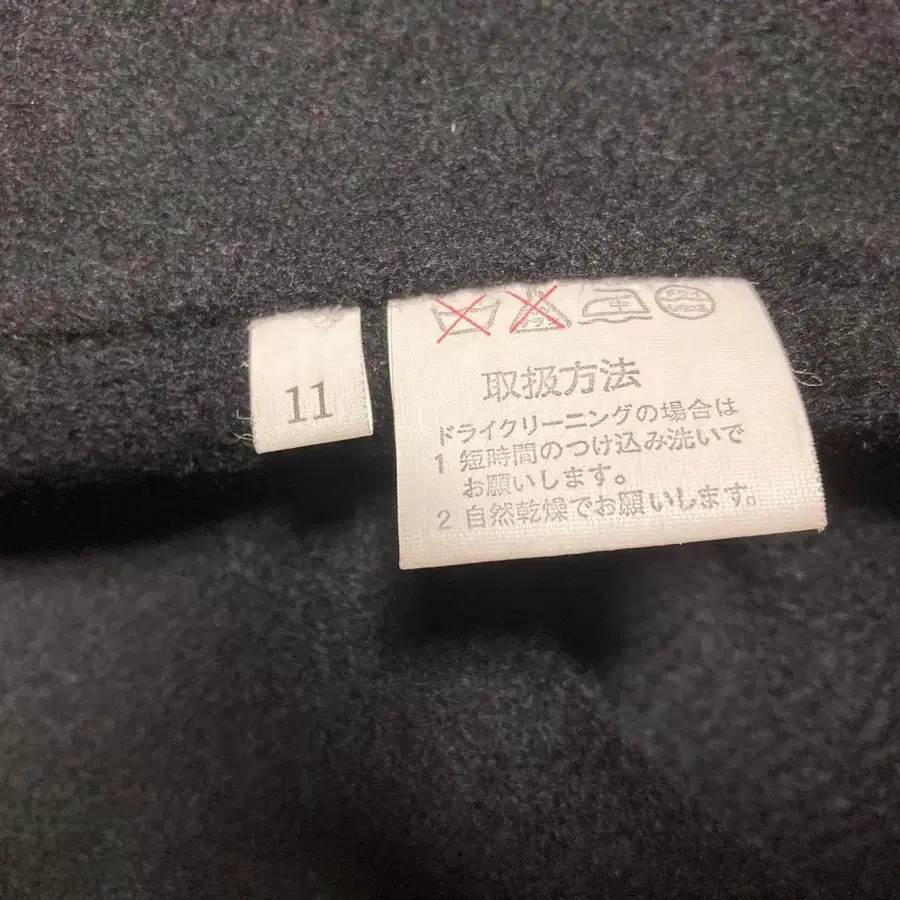 11
中
取扱方法
ドライクリーニングの場合は
1 短時間のつけ込み洗いで
お願いします。
2 自然乾燥でお願いします。